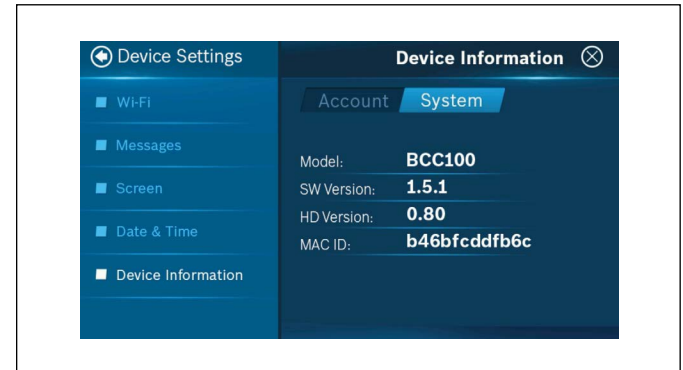 Device Settings
Wi-Fi
Messages
Screen
Date & Time
Device Information
Device Information
Account System
Model: BCC100
SW Version: 1.5.1
HD Version: 0.80
MAC ID: b46bfcddfb6c